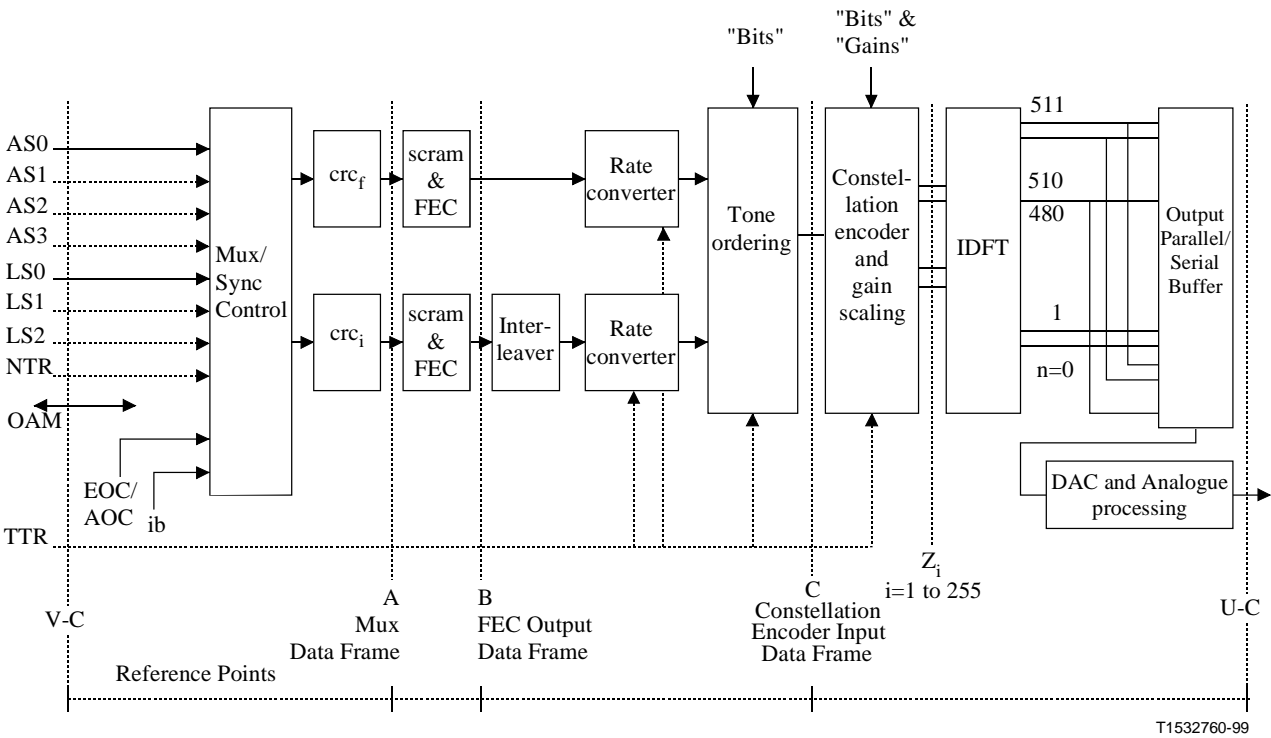 "Bits"
"Bits" &
"Gains"
AS0
AS1
AS2
AS3
LS0
LS1
LS2
NTR
OAM
EOC/
AOC
ib
TTR
Mux/
Sync
Control
crcf
crci
scram
&
FEC
scram
&
FEC
Inter-
leaver
Rate
converter
Rate
converter
Tone
ordering
Constel-
lation
encoder
and
gain
scaling
IDFT
511
510
480
1
n=0
Output
Parallel/
Serial
Buffer
DAC and Analogue
processing
V-C
A
Mux
Data Frame
B
FEC Output
Data Frame
C
Constellation
Encoder Input
Data Frame
Zi
i=1 to 255
U-C
Reference Points
T1532760-99